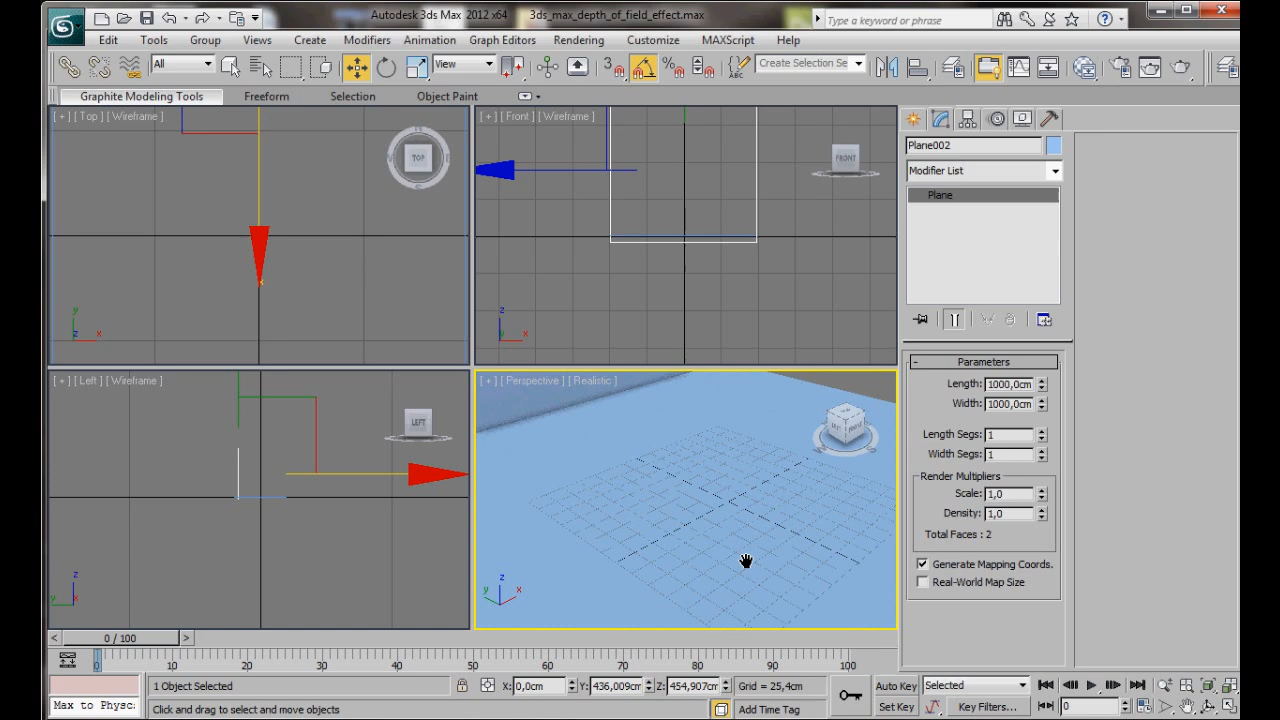 Autodesk 3ds Max 2012 x64    3ds_max_depth_of_field_effect.max    Type a keyword or phrase
Edit Tools Group Views Create Modifiers Animation Graph Editors Rendering Customize MAXScript Help
All View 3 Create Selection Se
Graphite Modeling Tools Freeform Selection Object Paint
[ + ] [ Top ] [ Wireframe ]
TOP
y
z x
[ + ] [ Front ] [ Wireframe ]
FRONT
z
y x
[ + ] [ Left ] [ Wireframe ]
LEFT
z
y x
[ + ] [ Perspective ] [ Realistic ]
z
y x
Plane002
Modifier List
Plane
- Parameters
Length: 1000,0cm
Width: 1000,0cm
Length Segs: 1
Width Segs: 1
Render Multipliers
Scale: 1,0
Density: 1,0
Total Faces : 2
Generate Mapping Coords.
Real-World Map Size
< 0 / 100 >
0 10 20 30 40 50 60 70 80 90 100
1 Object Selected X: 0,0cm Y: 436,009cm Z: 454,907cm Grid = 25,4cm Auto Key Selected
Max to Physc: Click and drag to select and move objects Add Time Tag Set Key Key Filters... 0